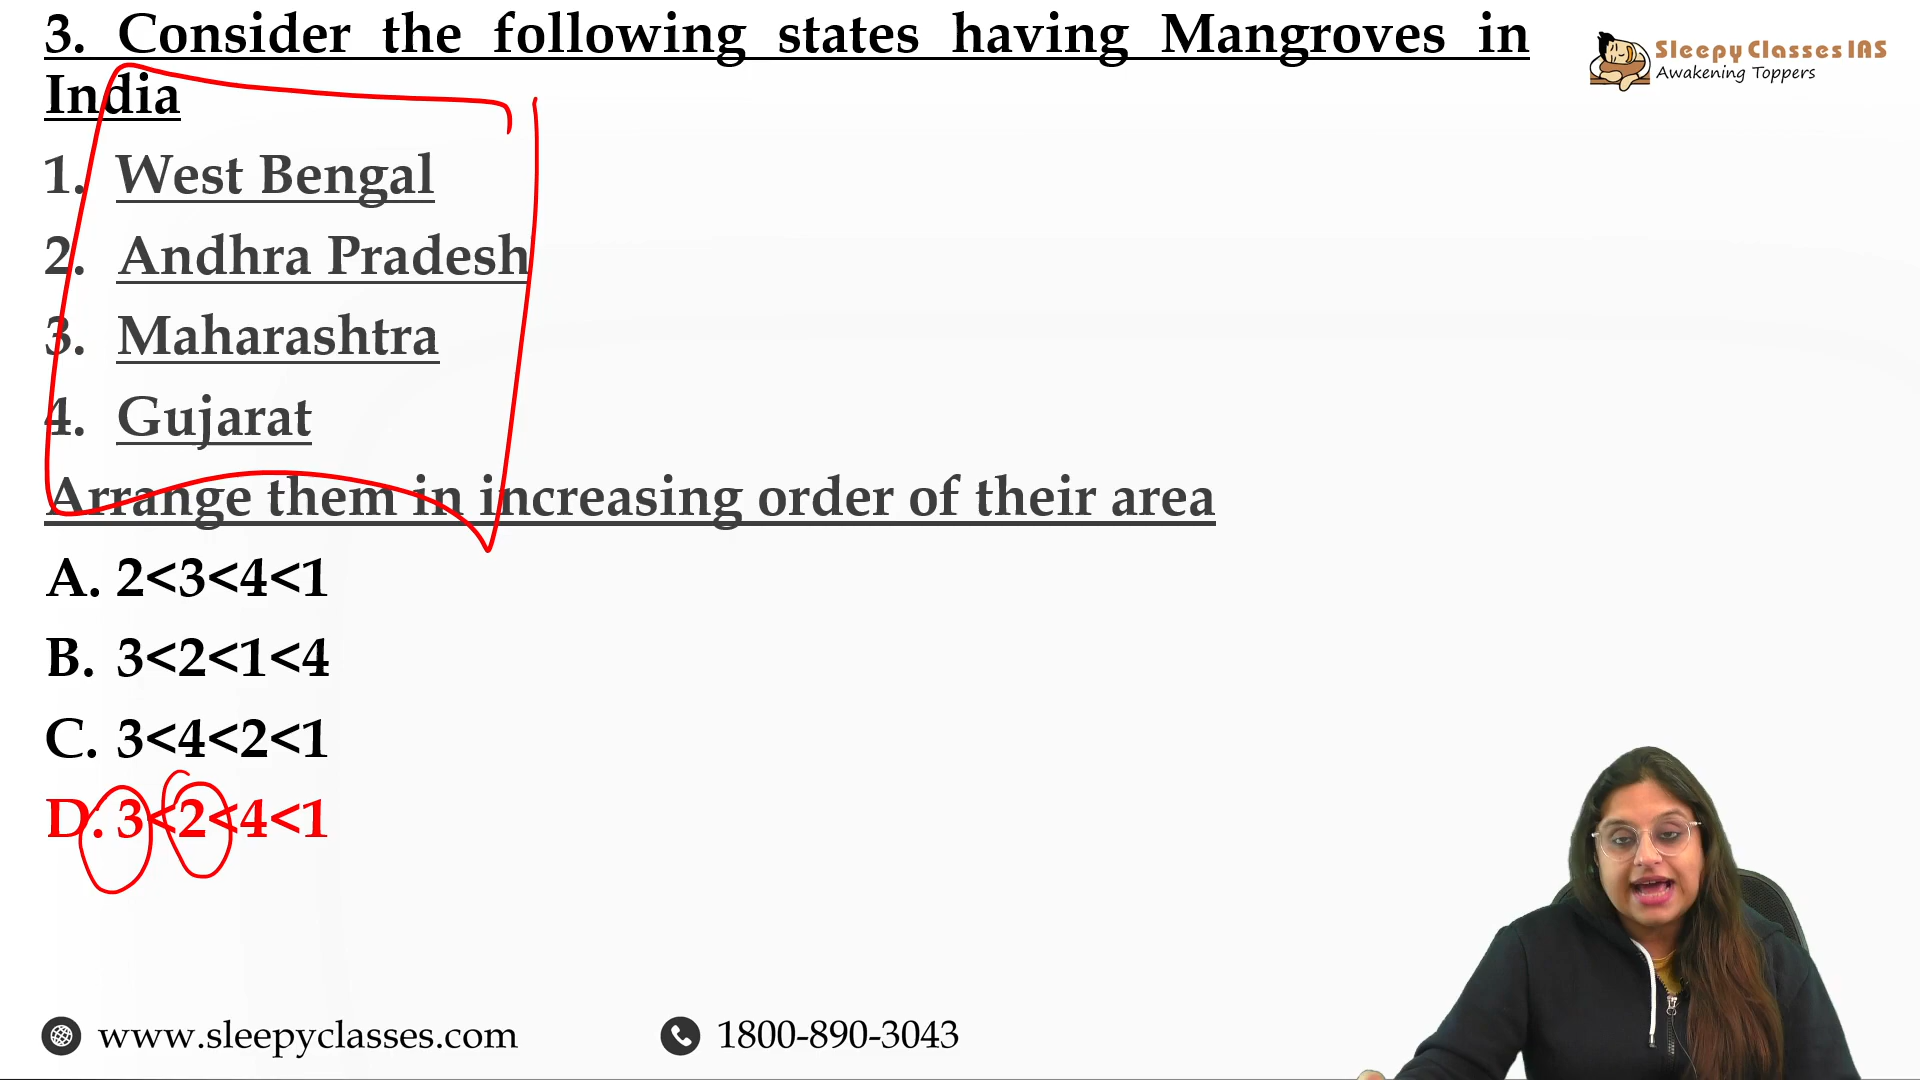 3. Consider the following states having Mangroves in
India
Sleepy Classes IAS
Awakening Toppers
1. West Bengal
2. Andhra Pradesh
3. Maharashtra
4. Gujarat
Arrange them in increasing order of their area
A. 2<3<4<1
B. 3<2<1<4
C. 3<4<2<1
D. 3<2<4<1
www.sleepyclasses.com
1800-890-3043